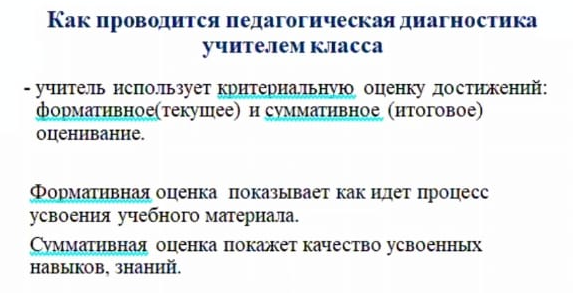 Как проводится педагогическая диагностика
учителем класса
- учитель использует критериальную оценку достижений:
формативное(текущее) и суммативное (итоговое)
оценивание.
Формативная оценка показывает как идет процесс
усвоения учебного материала.
Суммативная оценка покажет качество усвоенных
навыков, знаний.